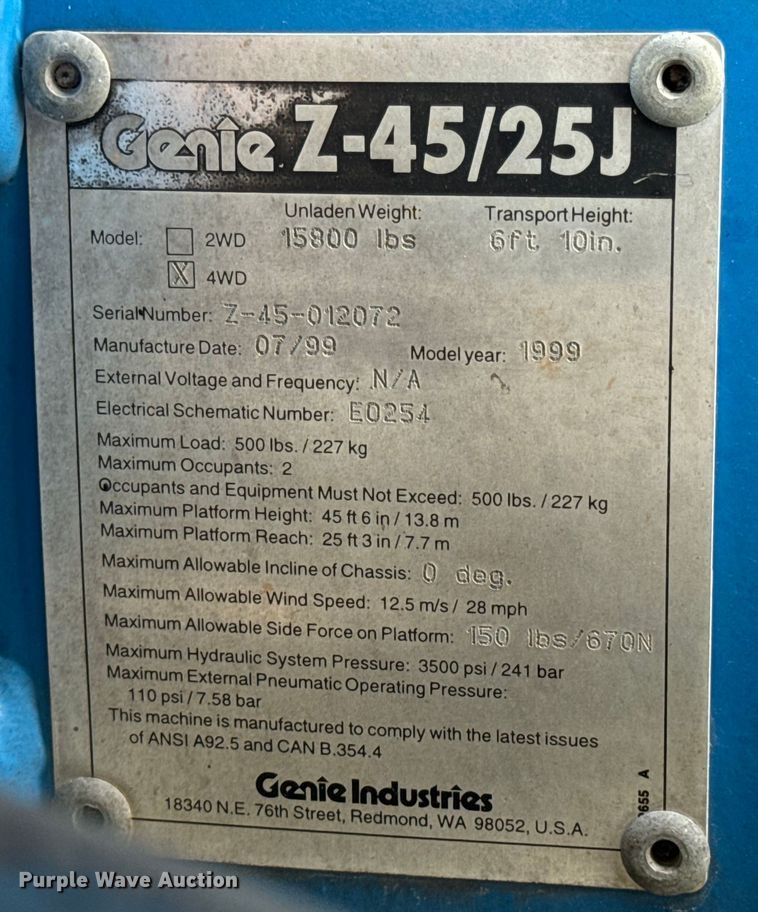 Genie Z-45/25J
Unladen Weight: Transport Height:
Model: 2WD 15800 lbs 6ft. 10in.
X 4WD
Serial Number: Z-45-012072
Manufacture Date: 07/99 Model year: 1999
External Voltage and Frequency: N/A
Electrical Schematic Number: E0254
Maximum Load: 500 lbs. / 227 kg
Maximum Occupants: 2
Occupants and Equipment Must Not Exceed: 500 lbs. / 227 kg
Maximum Platform Height: 45 ft 6 in / 13.8 m
Maximum Platform Reach: 25 ft 3 in / 7.7 m
Maximum Allowable Incline of Chassis: 0 deg.
Maximum Allowable Wind Speed: 12.5 m/s / 28 mph
Maximum Allowable Side Force on Platform: 150 lbs/670N
Maximum Hydraulic System Pressure: 3500 psi / 241 bar
Maximum External Pneumatic Operating Pressure:
110 psi / 7.58 bar
This machine is manufactured to comply with the latest issues
of ANSI A92.5 and CAN B.354.4
Genie Industries
18340 N.E. 76th Street, Redmond, WA 98052, U.S.A.
A
Purple Wave Auction